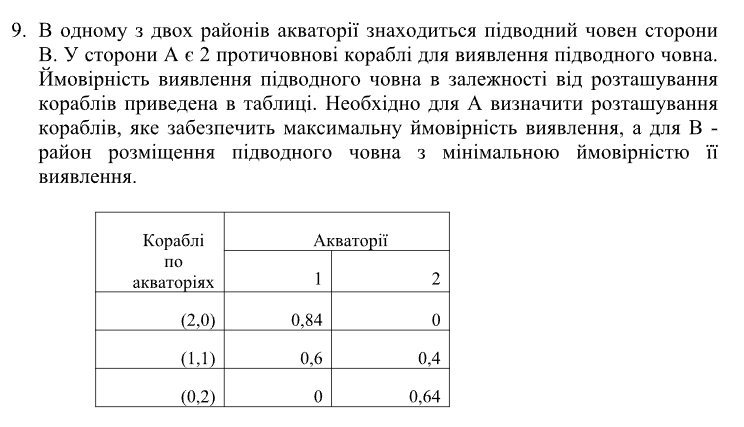 9. В одному з двох районів акваторії знаходиться підводний човен сторони
В. У сторони А є 2 протичовнові кораблі для виявлення підводного човна.
Ймовірність виявлення підводного човна в залежності від розташування
кораблів приведена в таблиці. Необхідно для А визначити розташування
кораблів, яке забезпечить максимальну ймовірність виявлення, а для В -
район розміщення підводного човна з мінімальною ймовірністю її
виявлення.
Кораблі
по
акваторіях
Акваторії
1 2
(2,0) 0,84 0
(1,1) 0,6 0,4
(0,2) 0 0,64